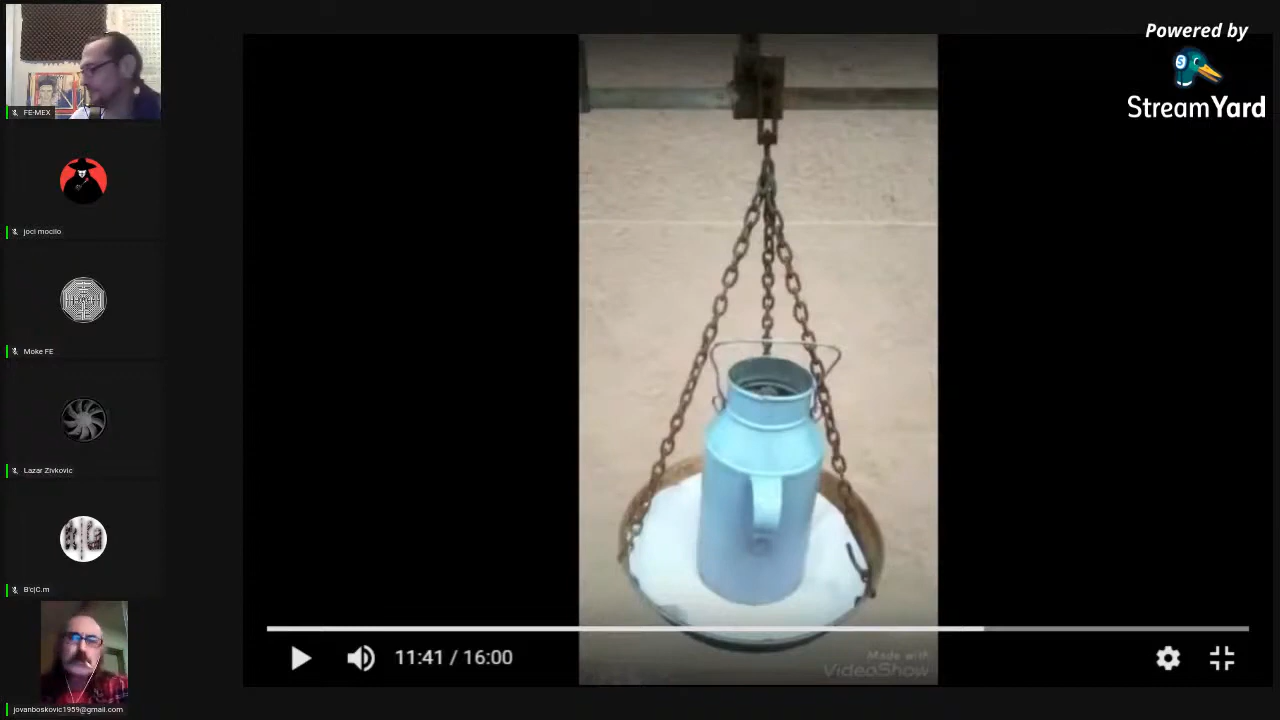 Powered by
StreamYard
FE-MEX
joci mocilo
Moke FE
Lazar Zivkovic
B'c|C.m
jovanboskovic1959@gmail.com
11:41 / 16:00
Made with
VideoShow